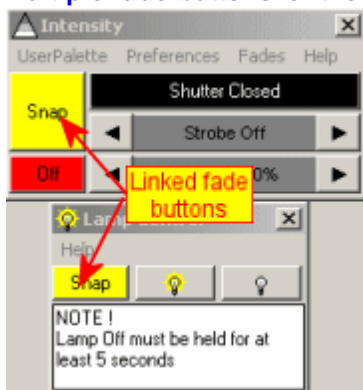 Intensity
UserPalette Preferences Fades Help
Snap
Shutter Closed
Strobe Off
Off
0%
Linked fade
buttons
Lamp
Help
Snap
NOTE !
Lamp Off must be held for at
least 5 seconds